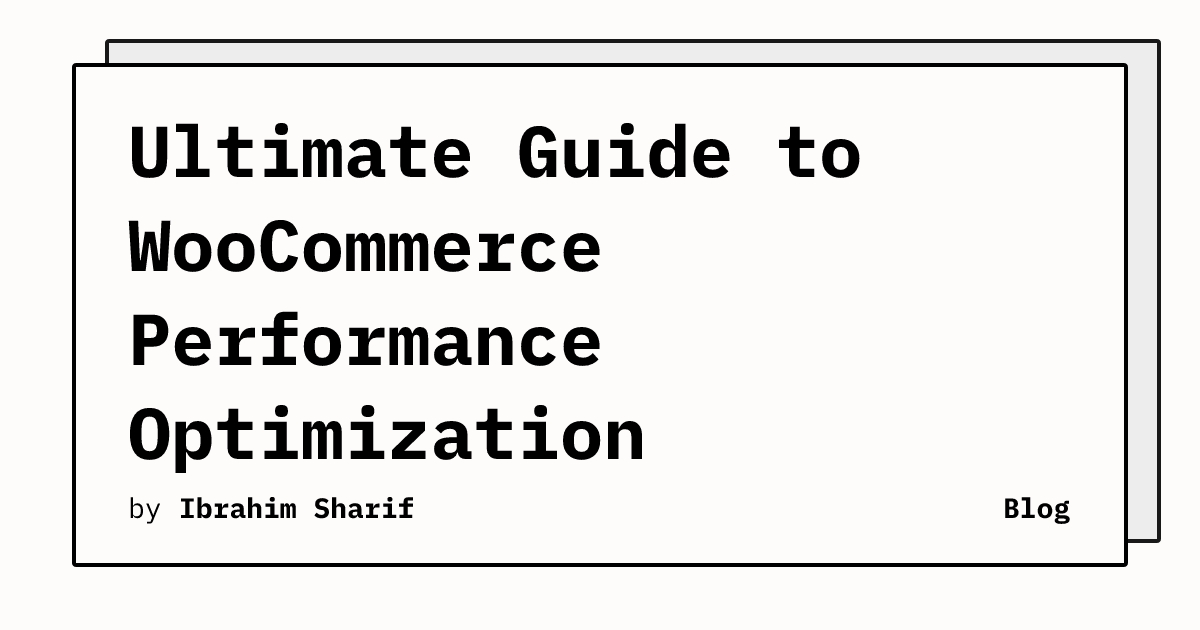 Ultimate Guide to
WooCommerce
Performance
Optimization
by Ibrahim Sharif
Blog